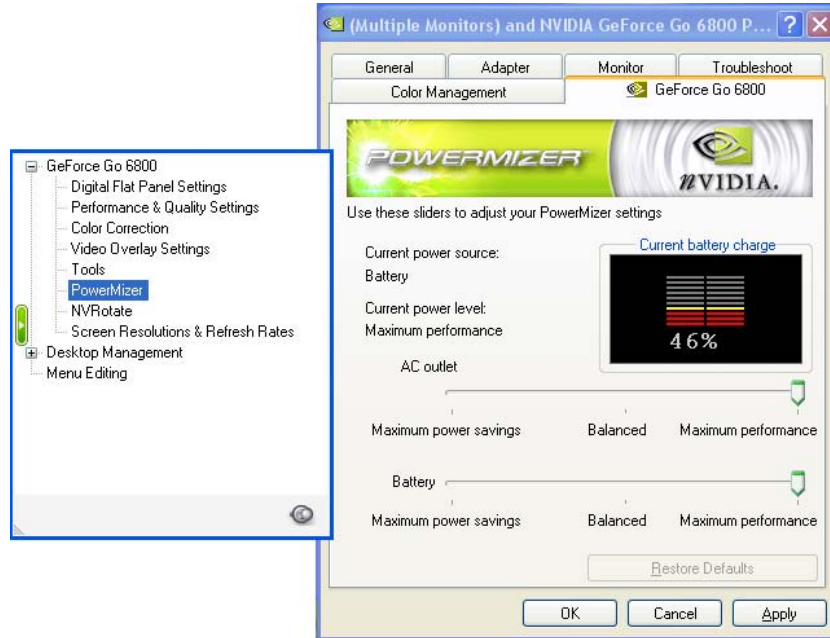 (Multiple Monitors) and NVIDIA GeForce Go 6800 P...
General Adapter Monitor Troubleshoot
Color Management GeForce Go 6800
POWERMIZER
nVIDIA.
Use these sliders to adjust your PowerMizer settings
Current power source:
Battery
Current power level:
Maximum performance
Current battery charge
46%
AC outlet
Maximum power savings Balanced Maximum performance
Battery
Maximum power savings Balanced Maximum performance
Restore Defaults
OK Cancel Apply
GeForce Go 6800
Digital Flat Panel Settings
Performance & Quality Settings
Color Correction
Video Overlay Settings
Tools
PowerMizer
NVRotate
Screen Resolutions & Refresh Rates
Desktop Management
Menu Editing